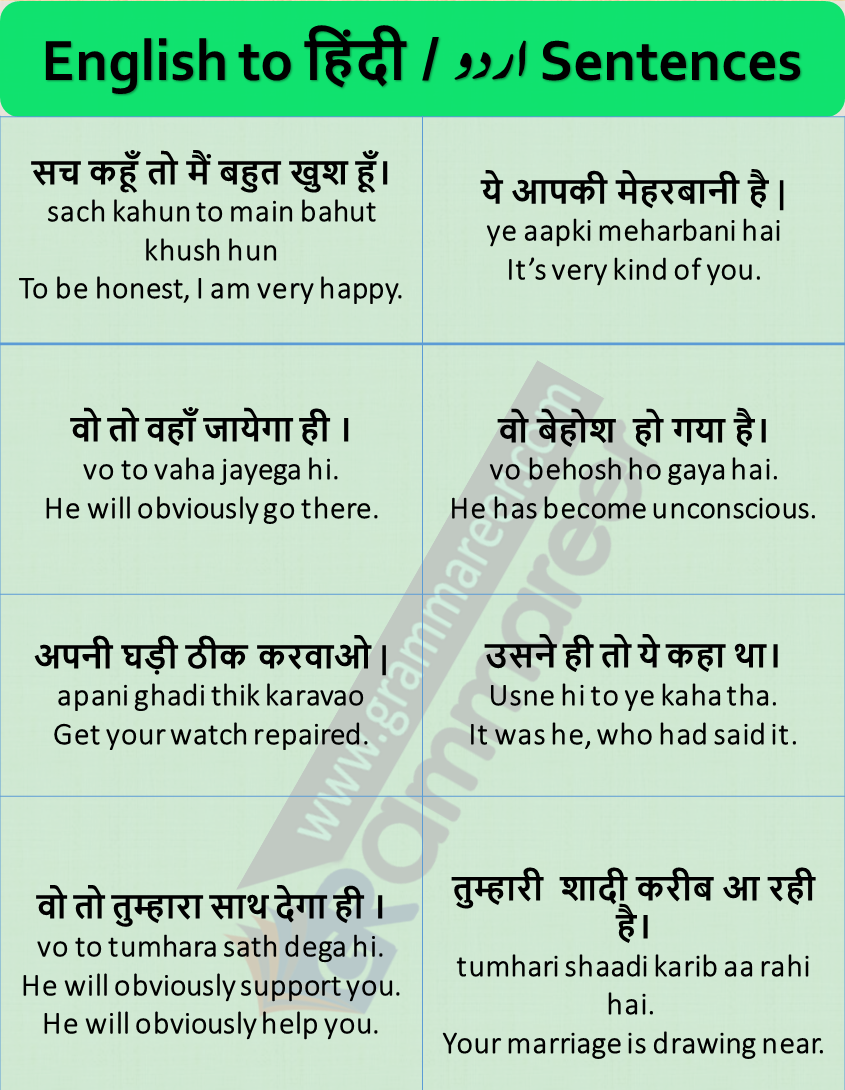 English to हिंदी / اردو Sentences
सच कहूँ तो मैं बहुत खुश हूँ।
sach kahun to main bahut
khush hun
To be honest, I am very happy.
ये आपकी मेहरबानी है |
ye aapki meharbani hai
It’s very kind of you.
वो तो वहाँ जायेगा ही ।
vo to vaha jayega hi.
He will obviously go there.
वो बेहोश हो गया है।
vo behosh ho gaya hai.
He has become unconscious.
अपनी घड़ी ठीक करवाओ |
apani ghadi thik karavao
Get your watch repaired.
उसने ही तो ये कहा था।
Usne hi to ye kaha tha.
It was he, who had said it.
वो तो तुम्हारा साथ देगा ही ।
vo to tumhara sath dega hi.
He will obviously support you.
He will obviously help you.
तुम्हारी शादी करीब आ रही
है।
tumhari shaadi karib aa rahi
hai.
Your marriage is drawing near.
www.grammareer.com
GRammareer